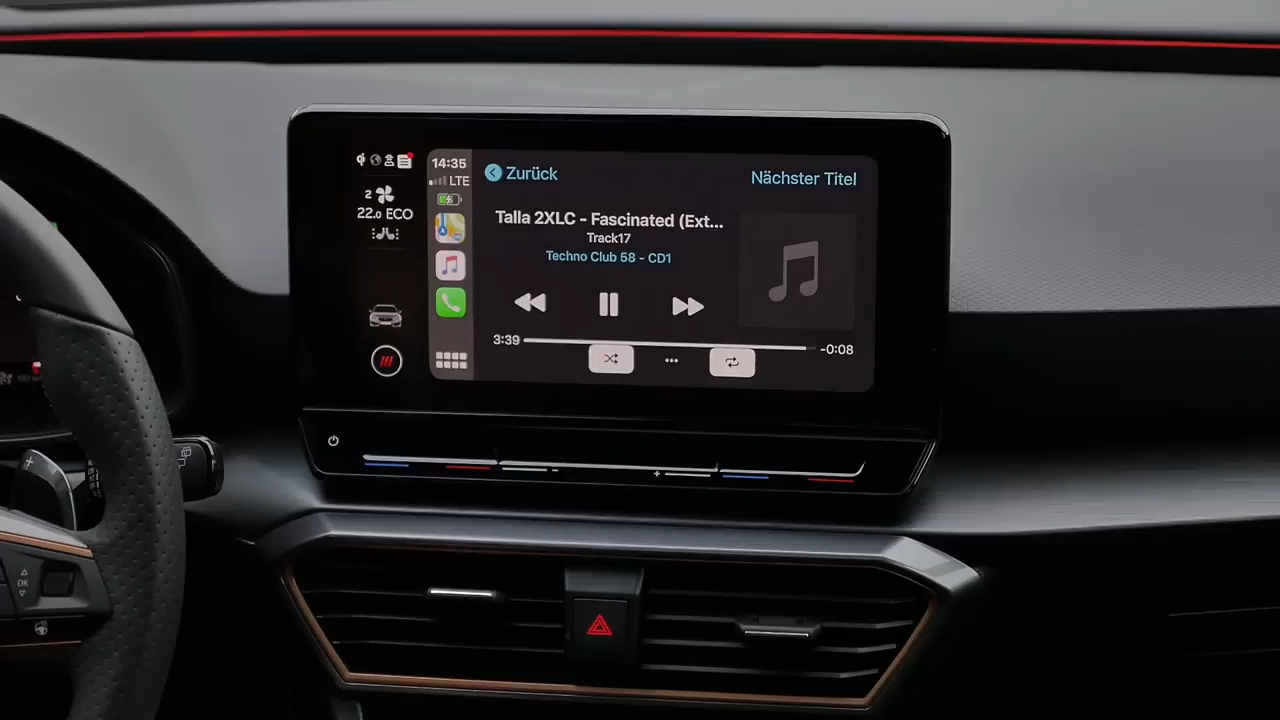 14:35
LTE
2
22.0 ECO
Zurück
Nächster Titel
Talla 2XLC - Fascinated (Ext...
Track17
Techno Club 58 - CD1
3:39
-0:08
- +
+
OK